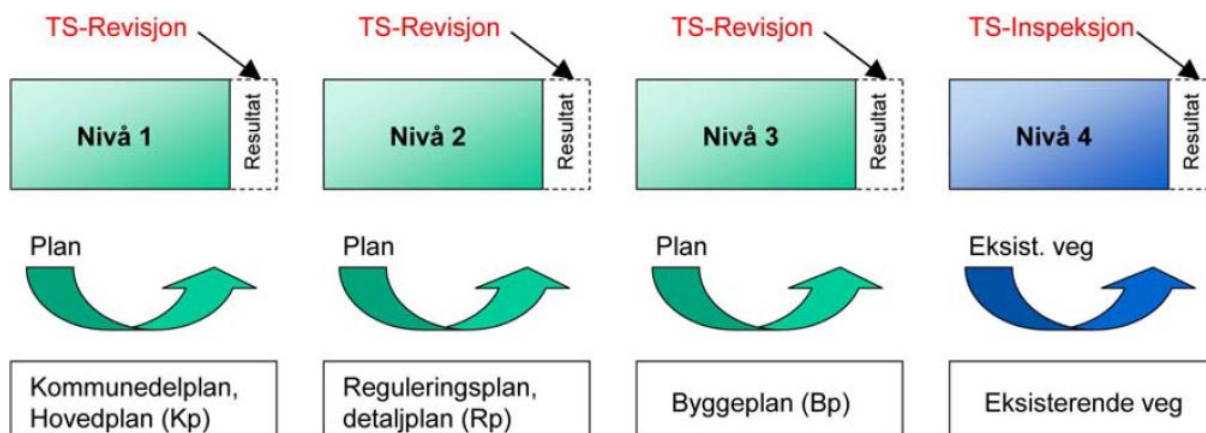 TS-Revisjon
TS-Revisjon
TS-Revisjon
TS-Inspeksjon
Nivå 1
Resultat
Nivå 2
Resultat
Nivå 3
Resultat
Nivå 4
Resultat
Plan
Plan
Plan
Eksist. veg
Kommunedelplan,
Hovedplan (Kp)
Reguleringsplan,
detaljplan (Rp)
Byggeplan (Bp)
Eksisterende veg